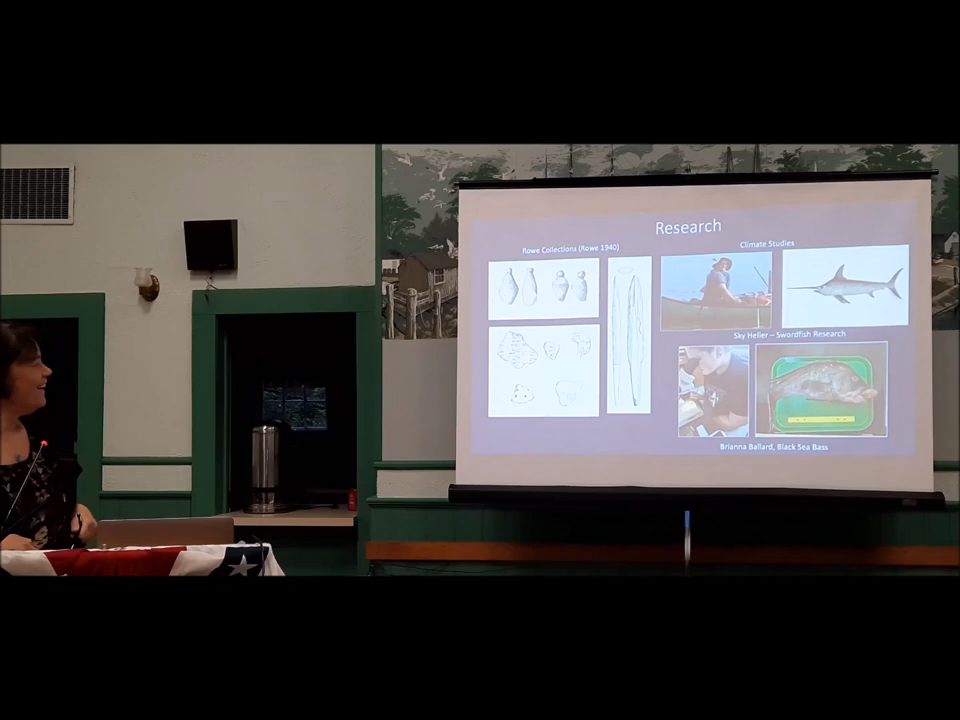 Research
Rowe Collections (Rowe 1940)
Climate Studies
Sky Heller – Swordfish Research
Brianna Ballard, Black Sea Bass